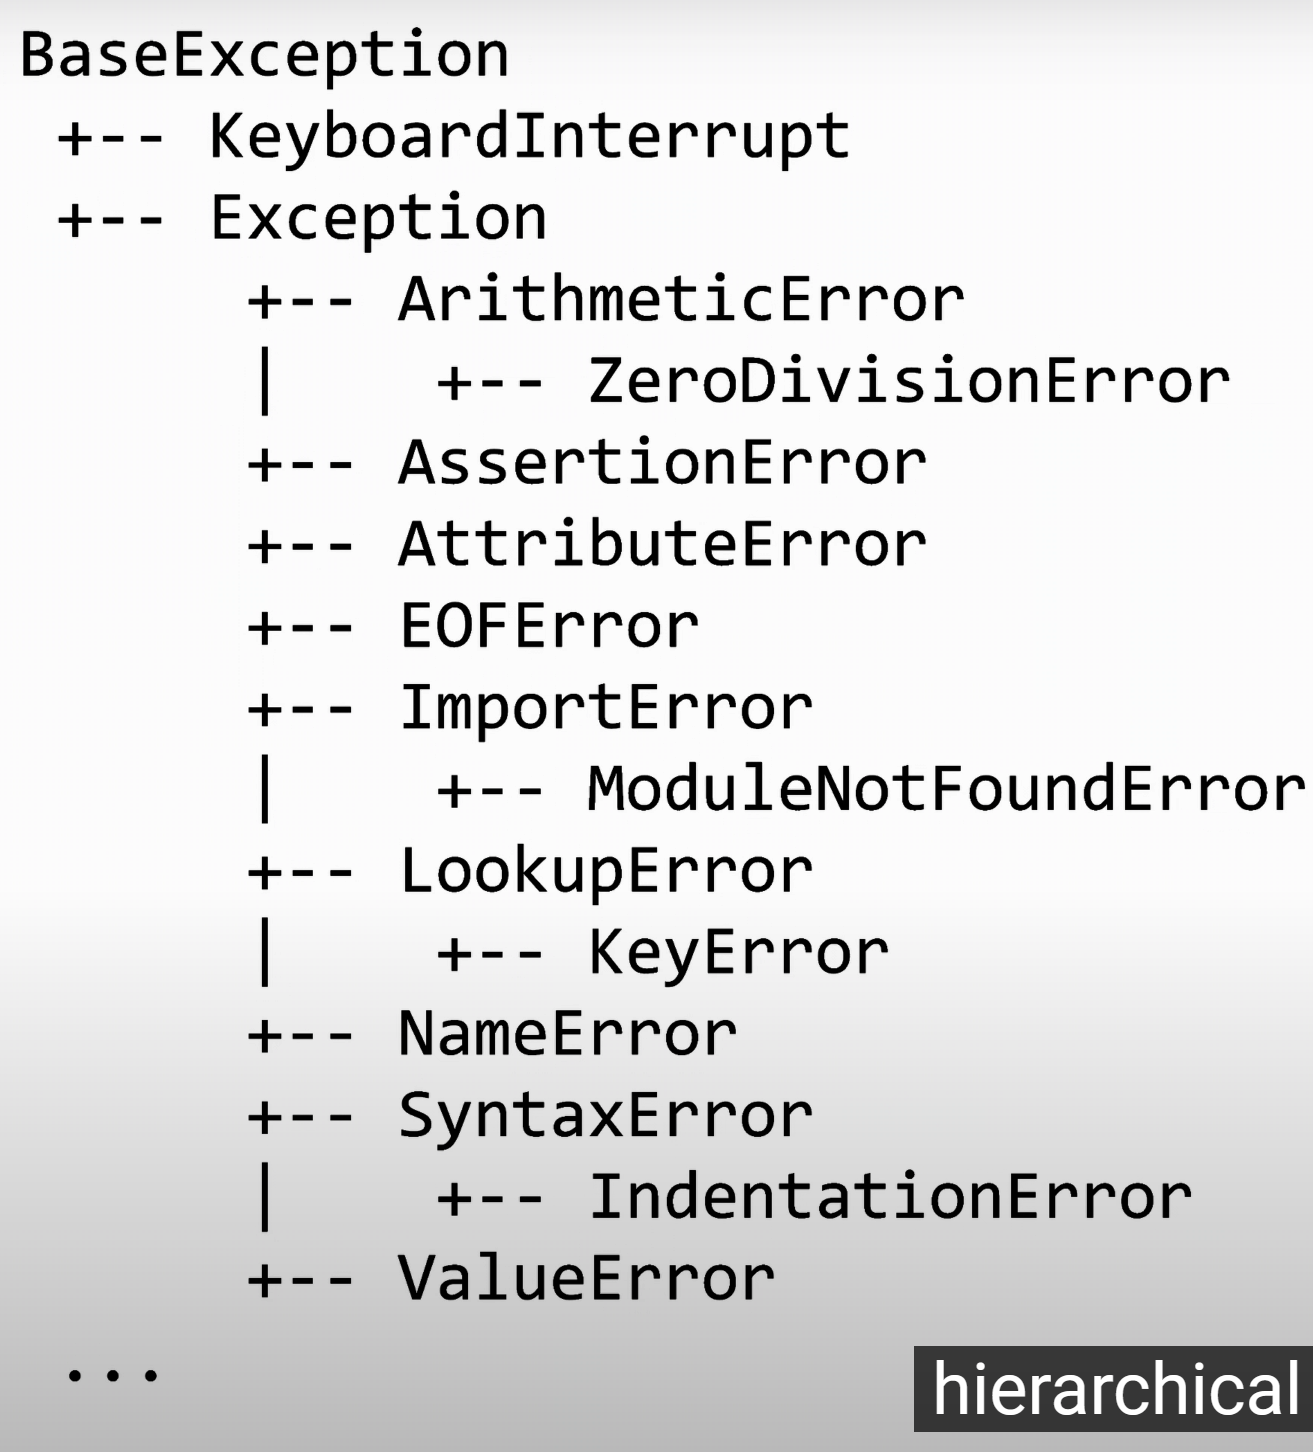 BaseException
 +-- KeyboardInterrupt
 +-- Exception
      +-- ArithmeticError
      |    +-- ZeroDivisionError
      +-- AssertionError
      +-- AttributeError
      +-- EOFError
      +-- ImportError
      |    +-- ModuleNotFoundError
      +-- LookupError
      |    +-- KeyError
      +-- NameError
      +-- SyntaxError
      |    +-- IndentationError
      +-- ValueError
 ...
hierarchical